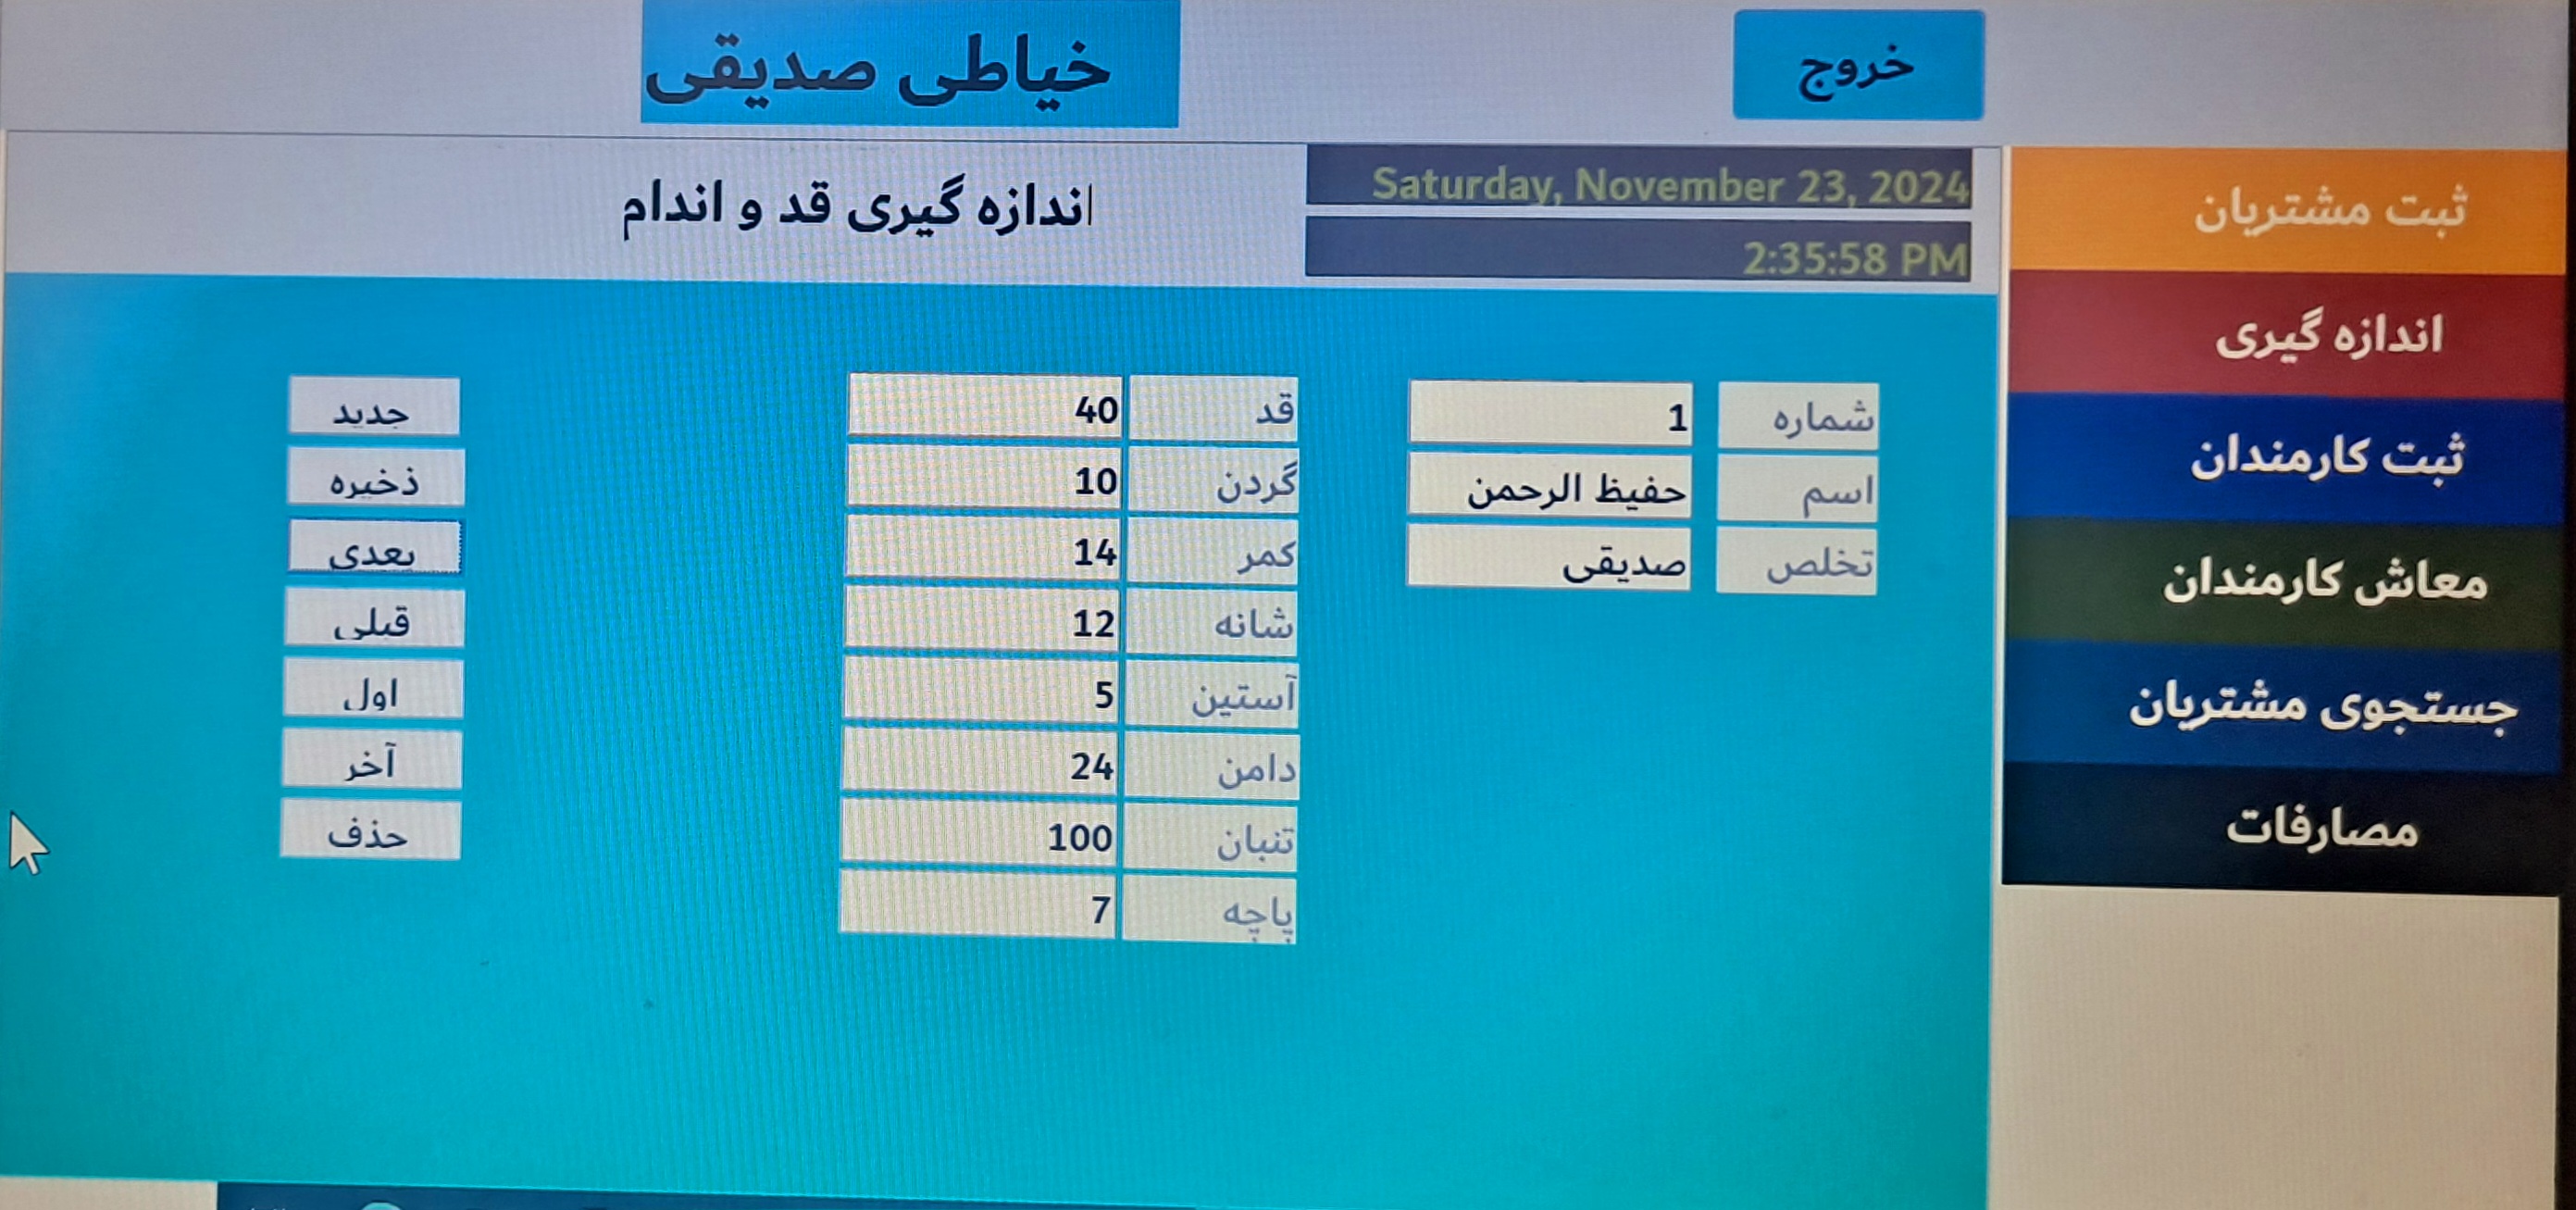 خیاطی صدیقی
خروج
اندازه گیری قد و اندام
Saturday, November 23, 2024
2:35:58 PM
ثبت مشتریان
اندازه گیری
ثبت کارمندان
معاش کارمندان
جستجوی مشتریان
مصارفات
شماره 1
اسم حفیظ الرحمن
تخلص صدیقی
قد 40
گردن 10
کمر 14
شانه 12
آستین 5
دامن 24
تنبان 100
پاچه 7
جدید
ذخیره
بعدی
قبلی
اول
آخر
حذف